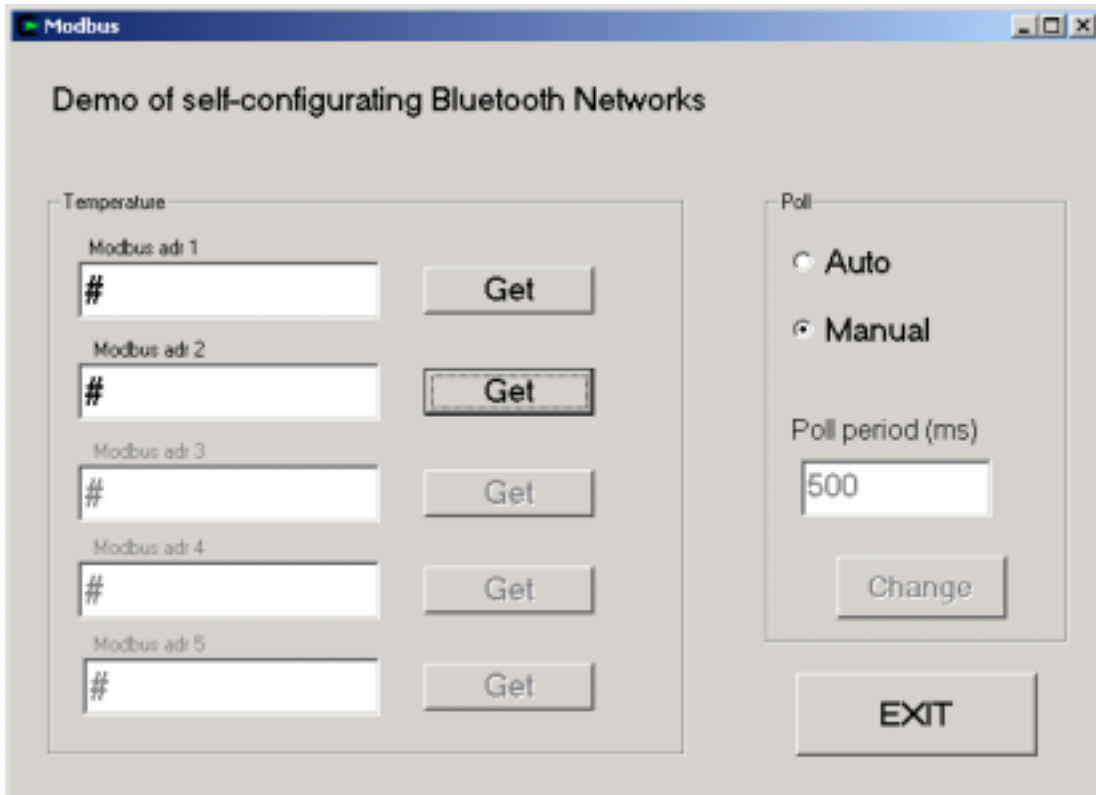 Modbus
Demo of self-configurating Bluetooth Networks
Temperature
Modbus adr 1
#
Get
Modbus adr 2
#
Get
Modbus adr 3
#
Get
Modbus adr 4
#
Get
Modbus adr 5
#
Get
Poll
Auto
Manual
Poll period (ms)
500
Change
EXIT